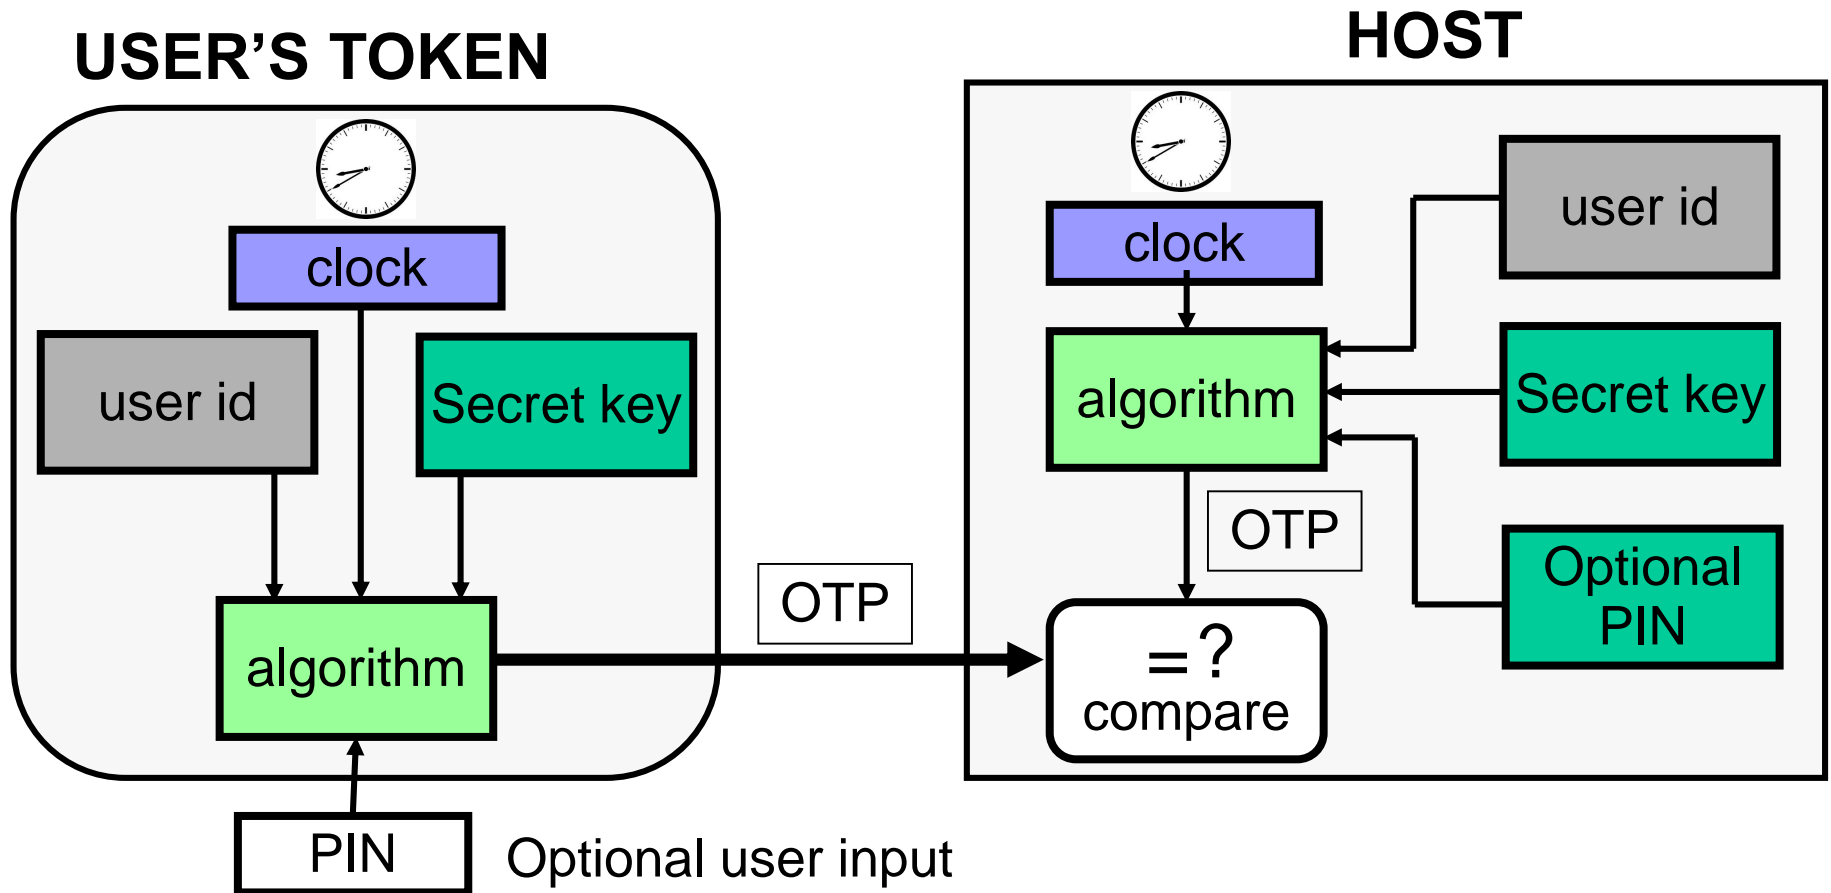 USER’S TOKEN
clock
user id
Secret key
algorithm
PIN
Optional user input
OTP
HOST
clock
user id
algorithm
Secret key
OTP
Optional
PIN
=?
compare